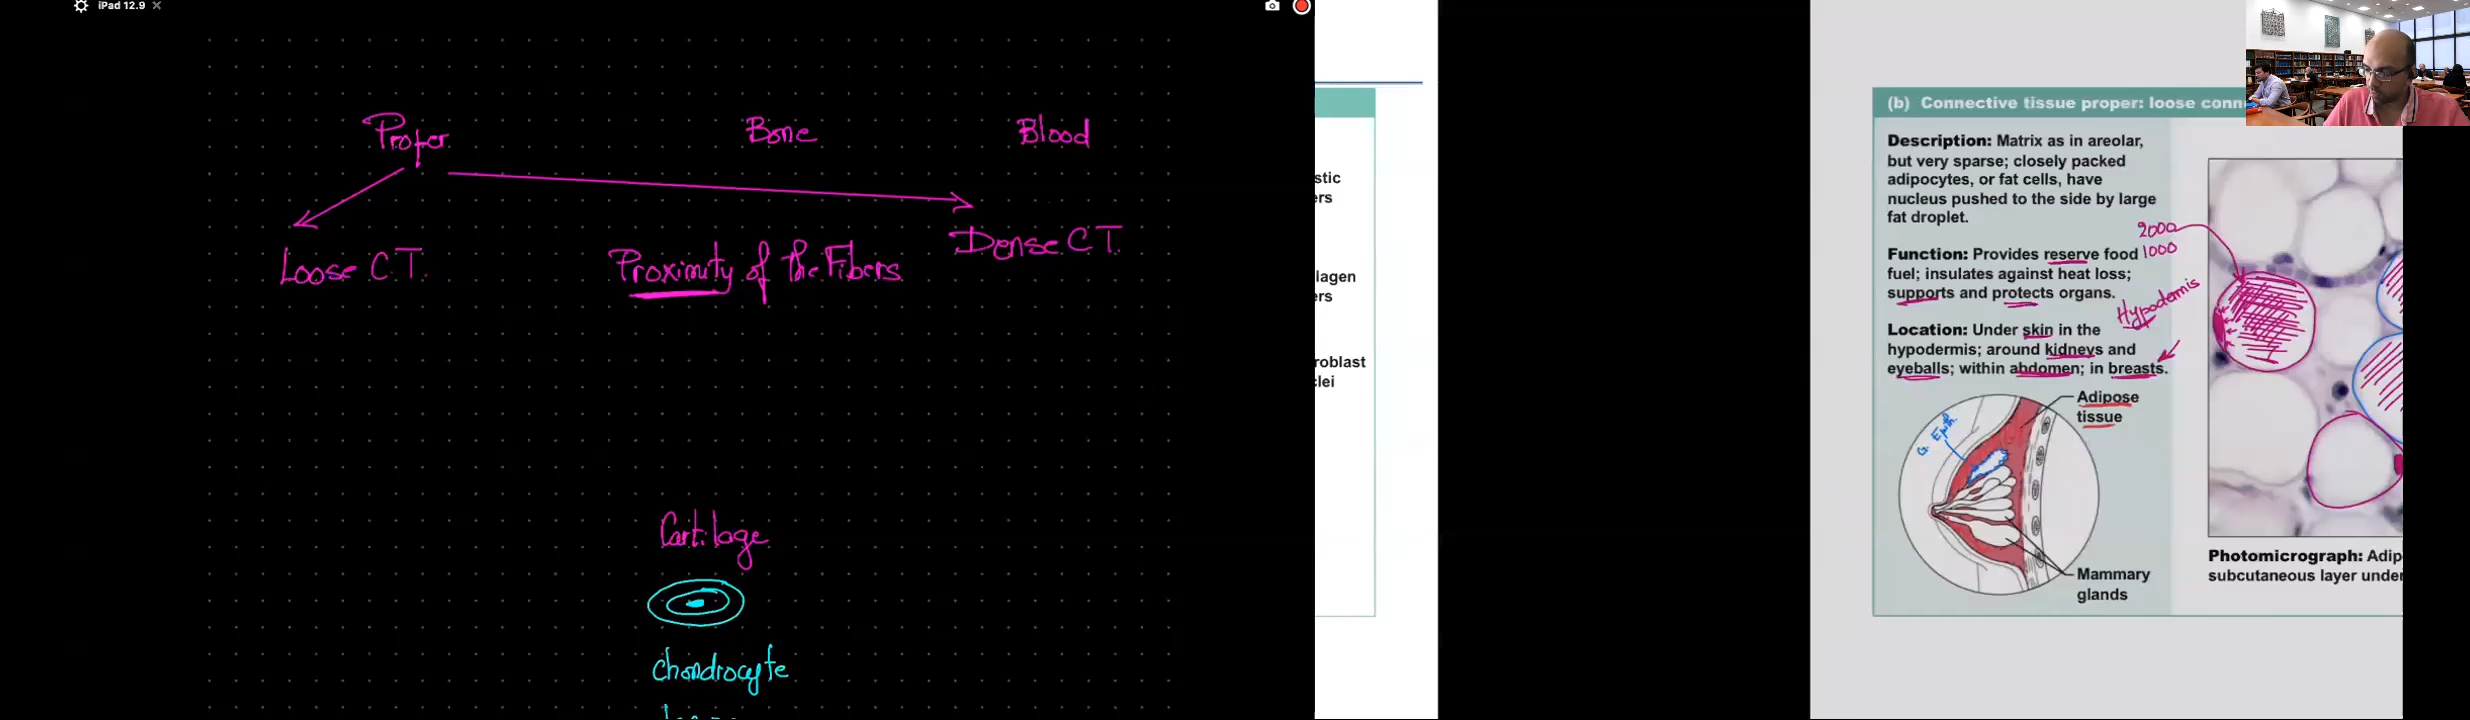 iPad 12.9
Proper
Bone
Blood
Loose C T.
Proximity of the Fibers
Dense C T.
Cartilage
chondrocyte
stic
ers
lagen
ers
roblast
clei
(b) Connective tissue proper: loose conn
Description: Matrix as in areolar,
but very sparse; closely packed
adipocytes, or fat cells, have
nucleus pushed to the side by large
fat droplet.
2000
1000
Function: Provides reserve food
fuel; insulates against heat loss;
supports and protects organs.
Hypodermis
Location: Under skin in the
hypodermis; around kidneys and
eyeballs; within abdomen; in breasts.
Adipose
tissue
G. Epith.
Mammary
glands
Photomicrograph: Adip
subcutaneous layer under